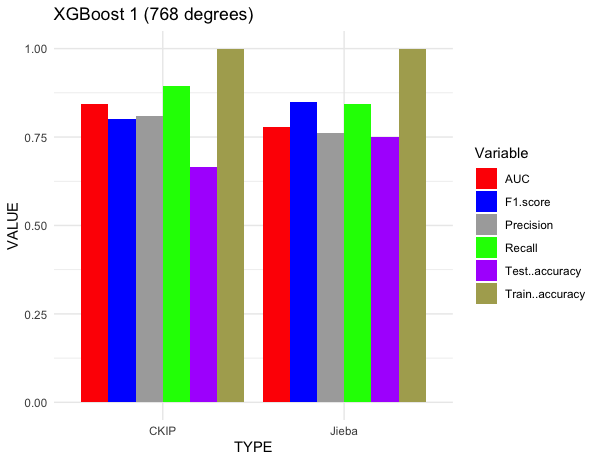 XGBoost 1 (768 degrees)
VALUE
1.00
0.75
0.50
0.25
0.00
CKIP
Jieba
TYPE
Variable
AUC
F1.score
Precision
Recall
Test..accuracy
Train..accuracy